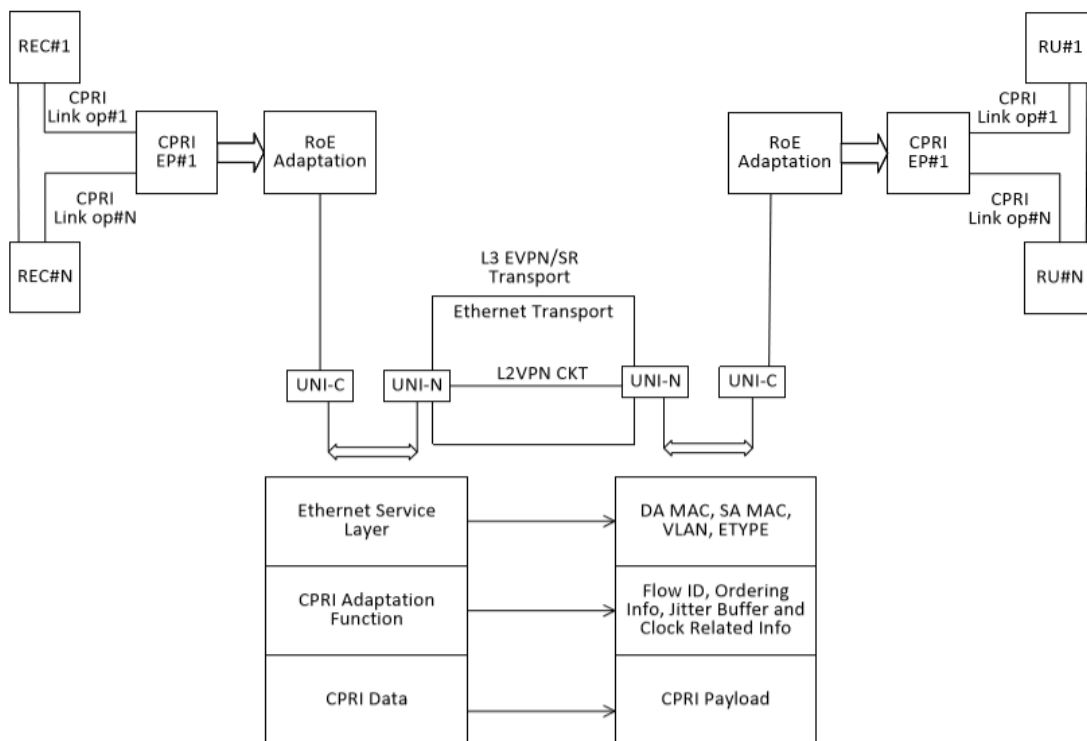 REC#1
CPRI
Link op#1
CPRI
EP#1
RoE
Adaptation
CPRI
Link op#N
REC#N
RU#1
CPRI
Link op#1
RoE
Adaptation
CPRI
EP#1
CPRI
Link op#N
RU#N
L3 EVPN/SR
Transport
Ethernet Transport
UNI-C
UNI-N
L2VPN CKT
UNI-N
UNI-C
Ethernet Service
Layer
DA MAC, SA MAC,
VLAN, ETYPE
CPRI Adaptation
Function
Flow ID, Ordering
Info, Jitter Buffer and
Clock Related Info
CPRI Data
CPRI Payload